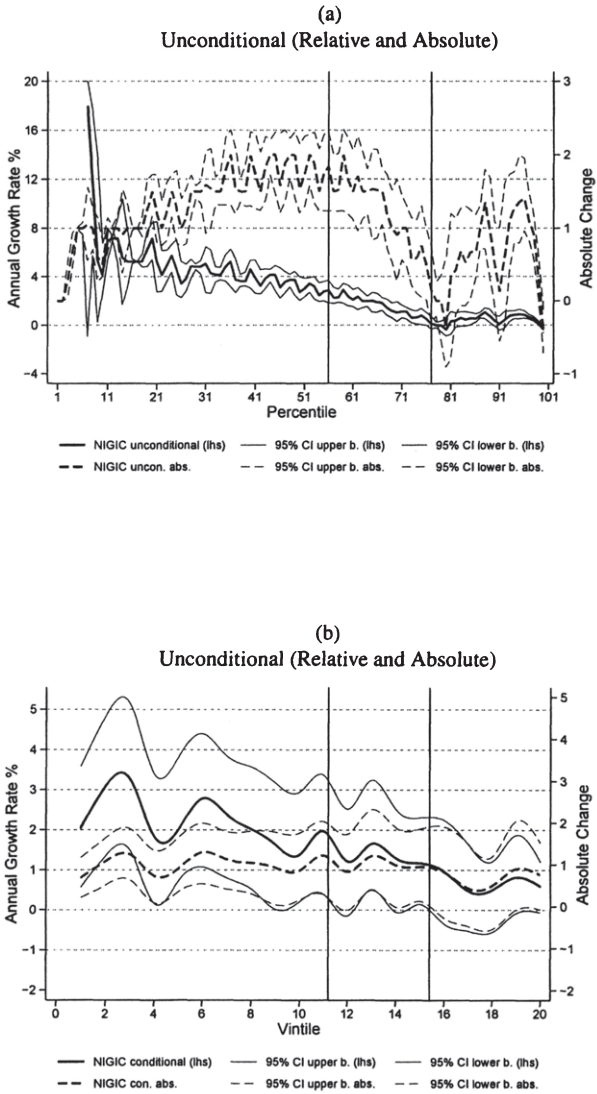 (a)
Unconditional (Relative and Absolute)
Annual Growth Rate %
20
16
12
8
4
0
−4
3
2
1
0
−1
Absolute Change
1 11 21 31 41 51 61 71 81 91 101
Percentile
NIGIC unconditional (lhs) 95% CI upper b. (lhs) 95% CI lower b. (lhs)
NIGIC uncon. abs. 95% CI upper b. abs. 95% CI lower b. abs.
(b)
Unconditional (Relative and Absolute)
Annual Growth Rate %
5
4
3
2
1
0
−1
−2
5
4
3
2
1
0
−1
−2
Absolute Change
0 2 4 6 8 10 12 14 16 18 20
Vintile
NIGIC conditional (lhs) 95% CI upper b. (lhs) 95% CI lower b. (lhs)
NIGIC con. abs. 95% CI upper b. abs. 95% CI lower b. abs.